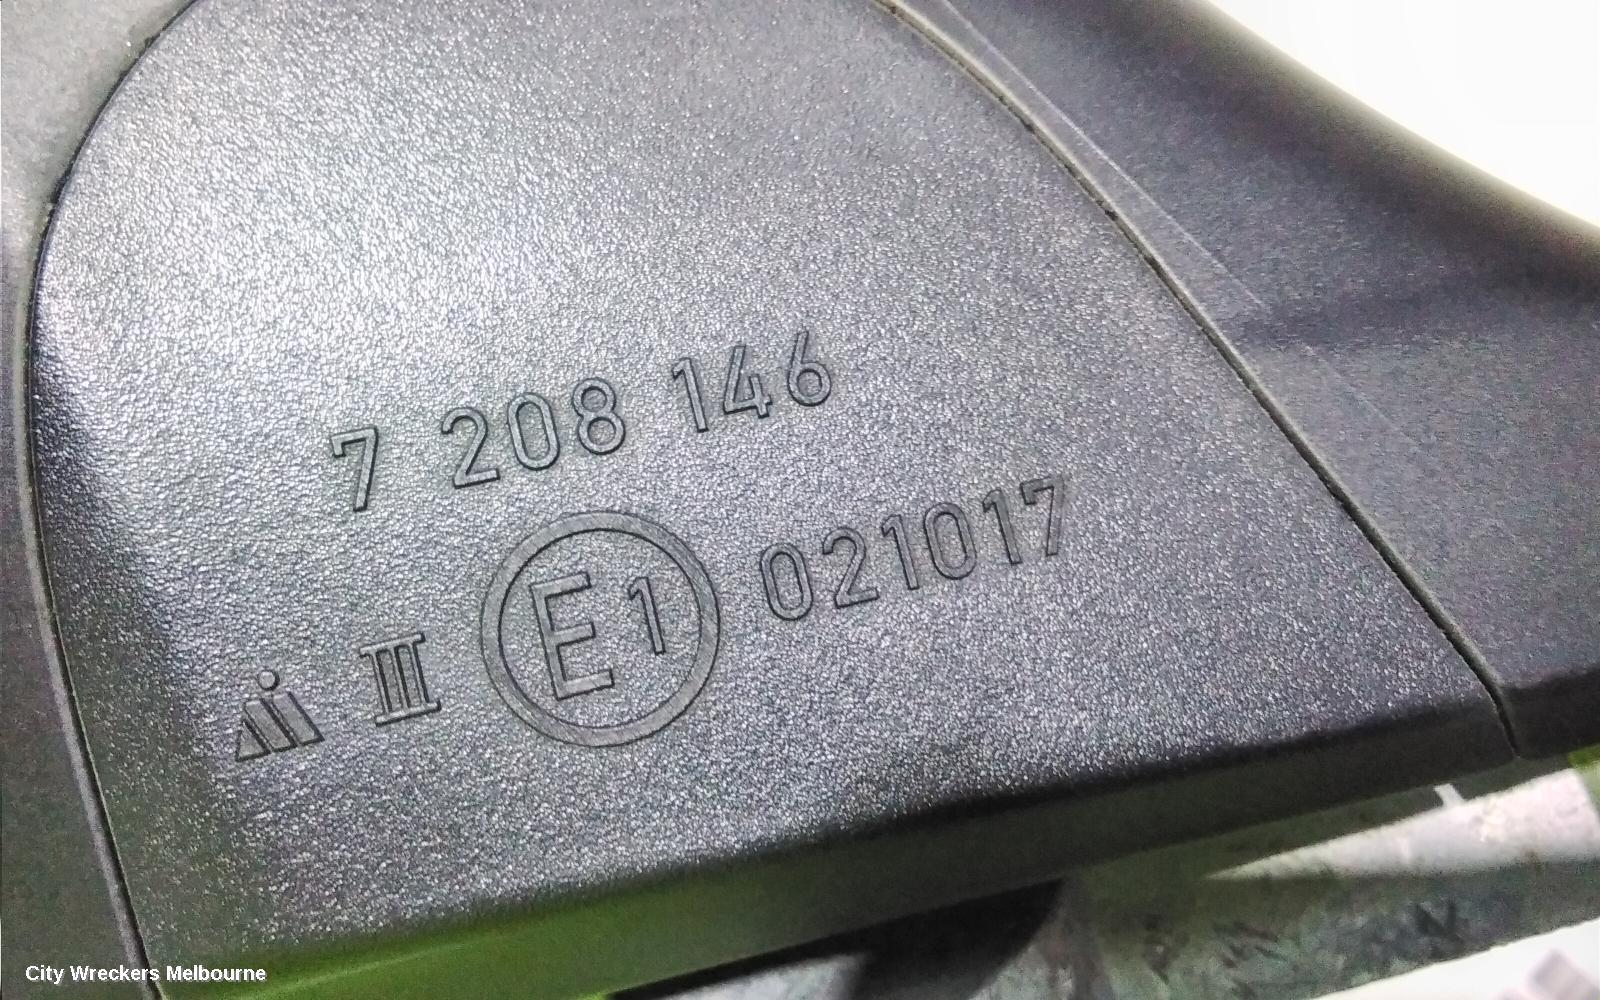 7 208 146
III E1 021017
City Wreckers Melbourne